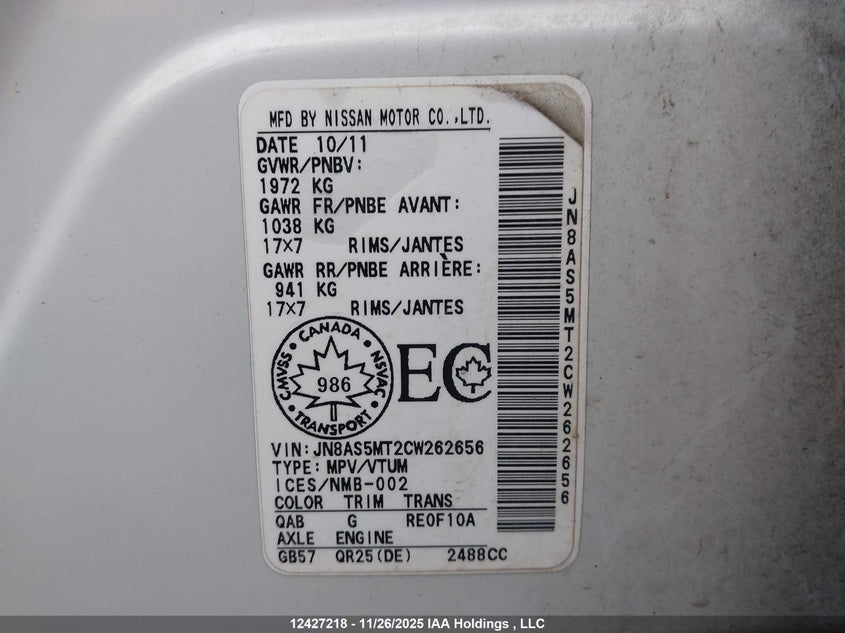 MFD BY NISSAN MOTOR CO.,LTD.
DATE 10/11
GVWR/PNBV:
1972 KG
GAWR FR/PNBE AVANT:
1038 KG
17×7 RIMS/JANTES
GAWR RR/PNBE ARRIÈRE:
941 KG
17×7 RIMS/JANTES
CMVSS • CANADA • NSVAC • TRANSPORT •
986
EC
VIN:JN8AS5MT2CW262656
TYPE:MPV/VTUM
ICES/NMB-002
COLOR TRIM TRANS
QAB G RE0F10A
AXLE ENGINE
GB57 QR25(DE) 2488CC
JN8AS5MT2CW262656
12427218 - 11/26/2025 IAA Holdings , LLC